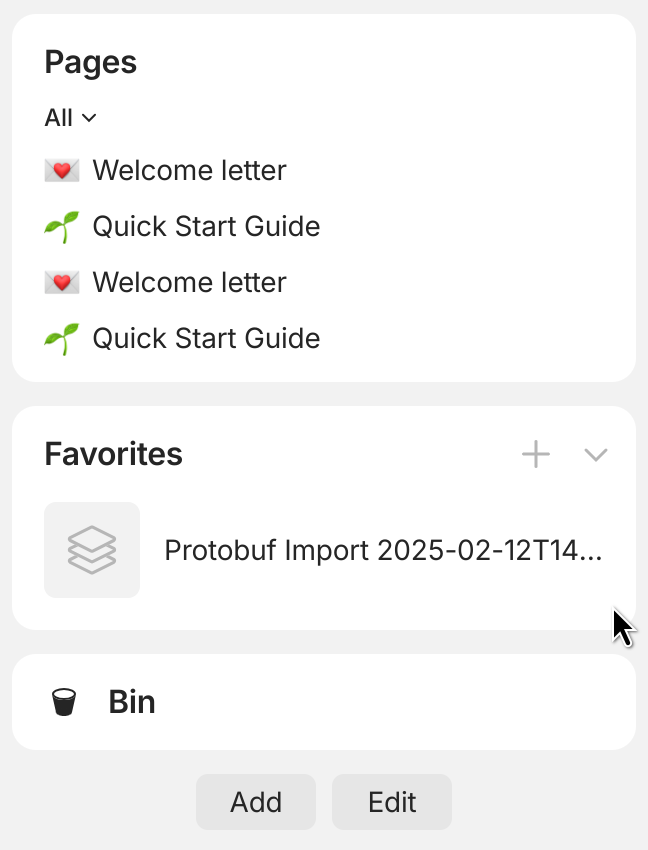 Pages
All
Welcome letter
Quick Start Guide
Welcome letter
Quick Start Guide
Favorites
Protobuf Import 2025-02-12T14...
Bin
Add
Edit